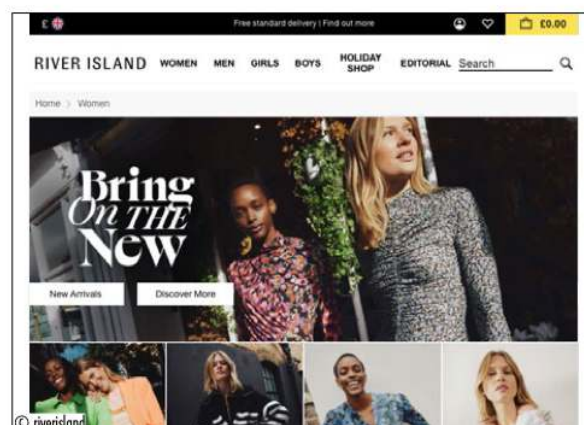 £
Free standard delivery | Find out more
£0.00
RIVER ISLAND WOMEN MEN GIRLS BOYS HOLIDAY SHOP EDITORIAL Search
Home > Women
Bring
On THE
New
New Arrivals Discover More
© riverisland